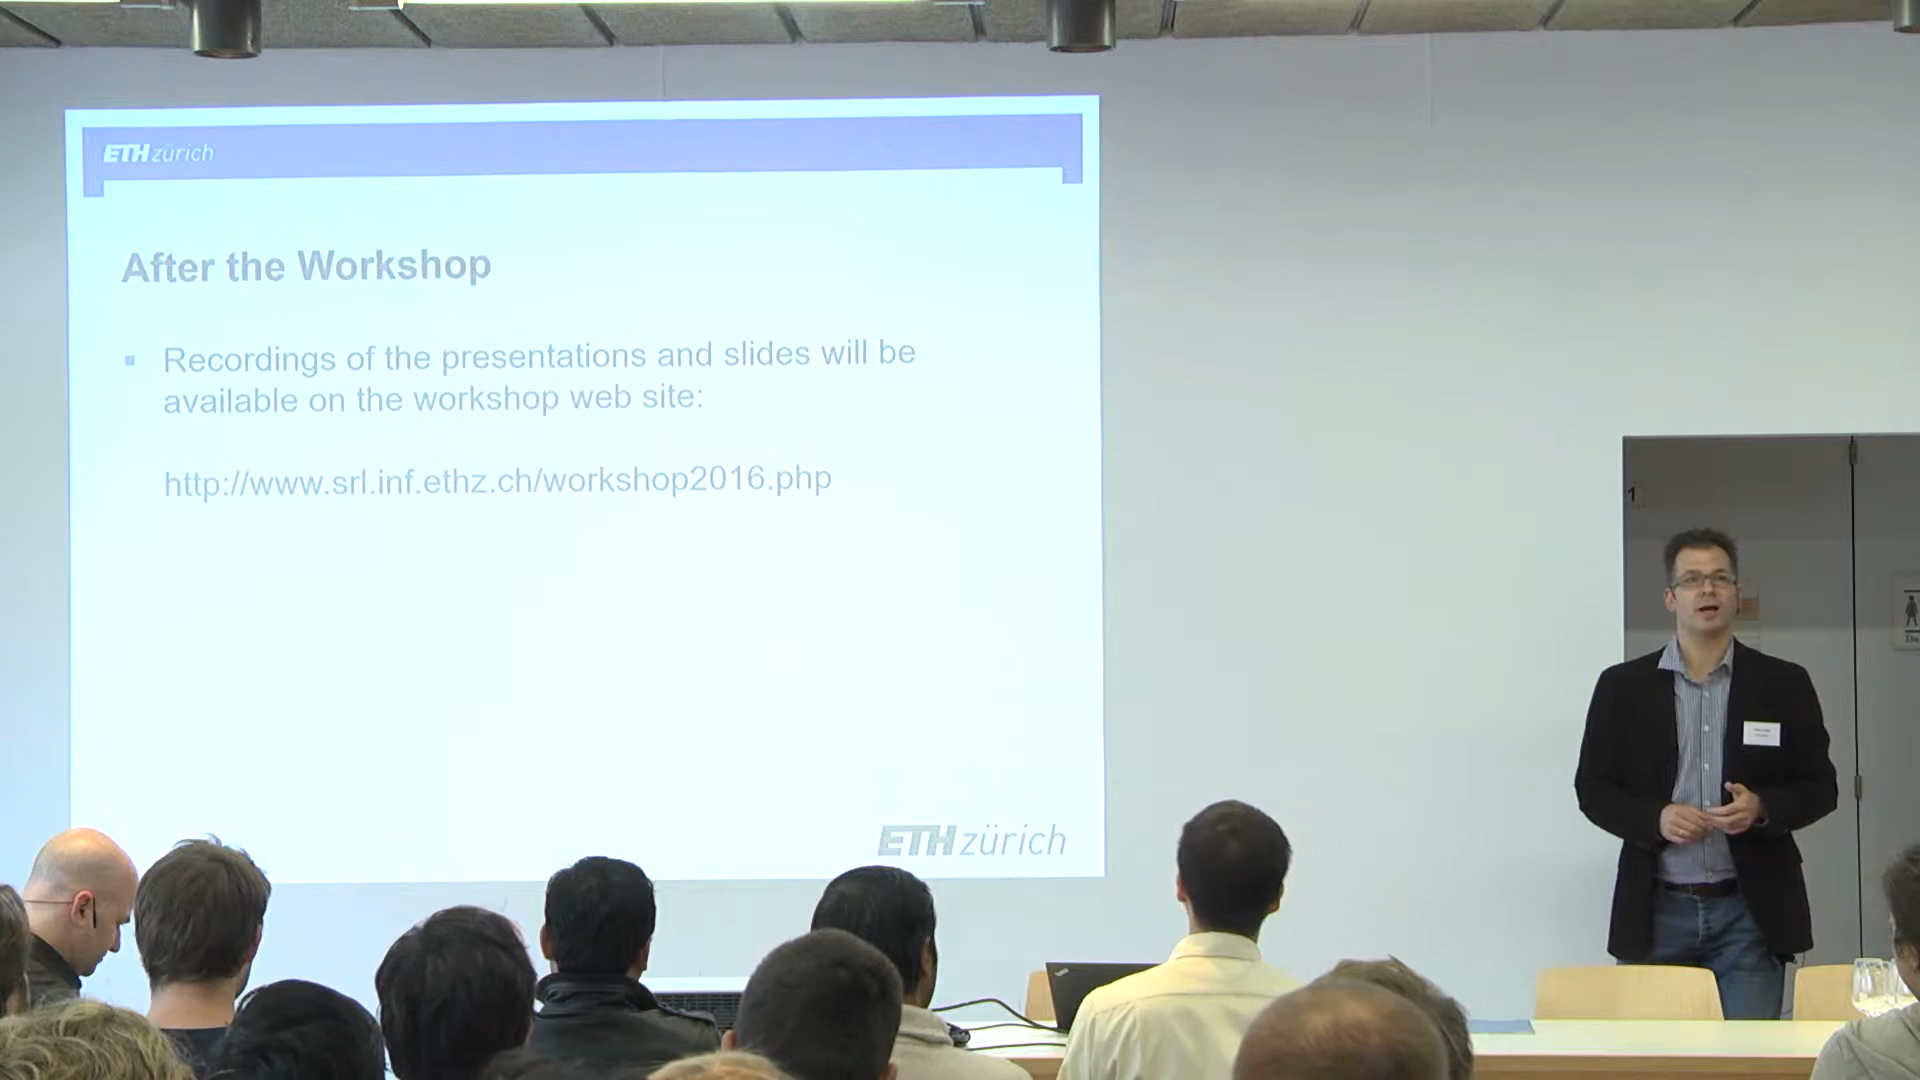 ETH zürich
After the Workshop
▪ Recordings of the presentations and slides will be
available on the workshop web site:
http://www.srl.inf.ethz.ch/workshop2016.php
ETH zürich
1